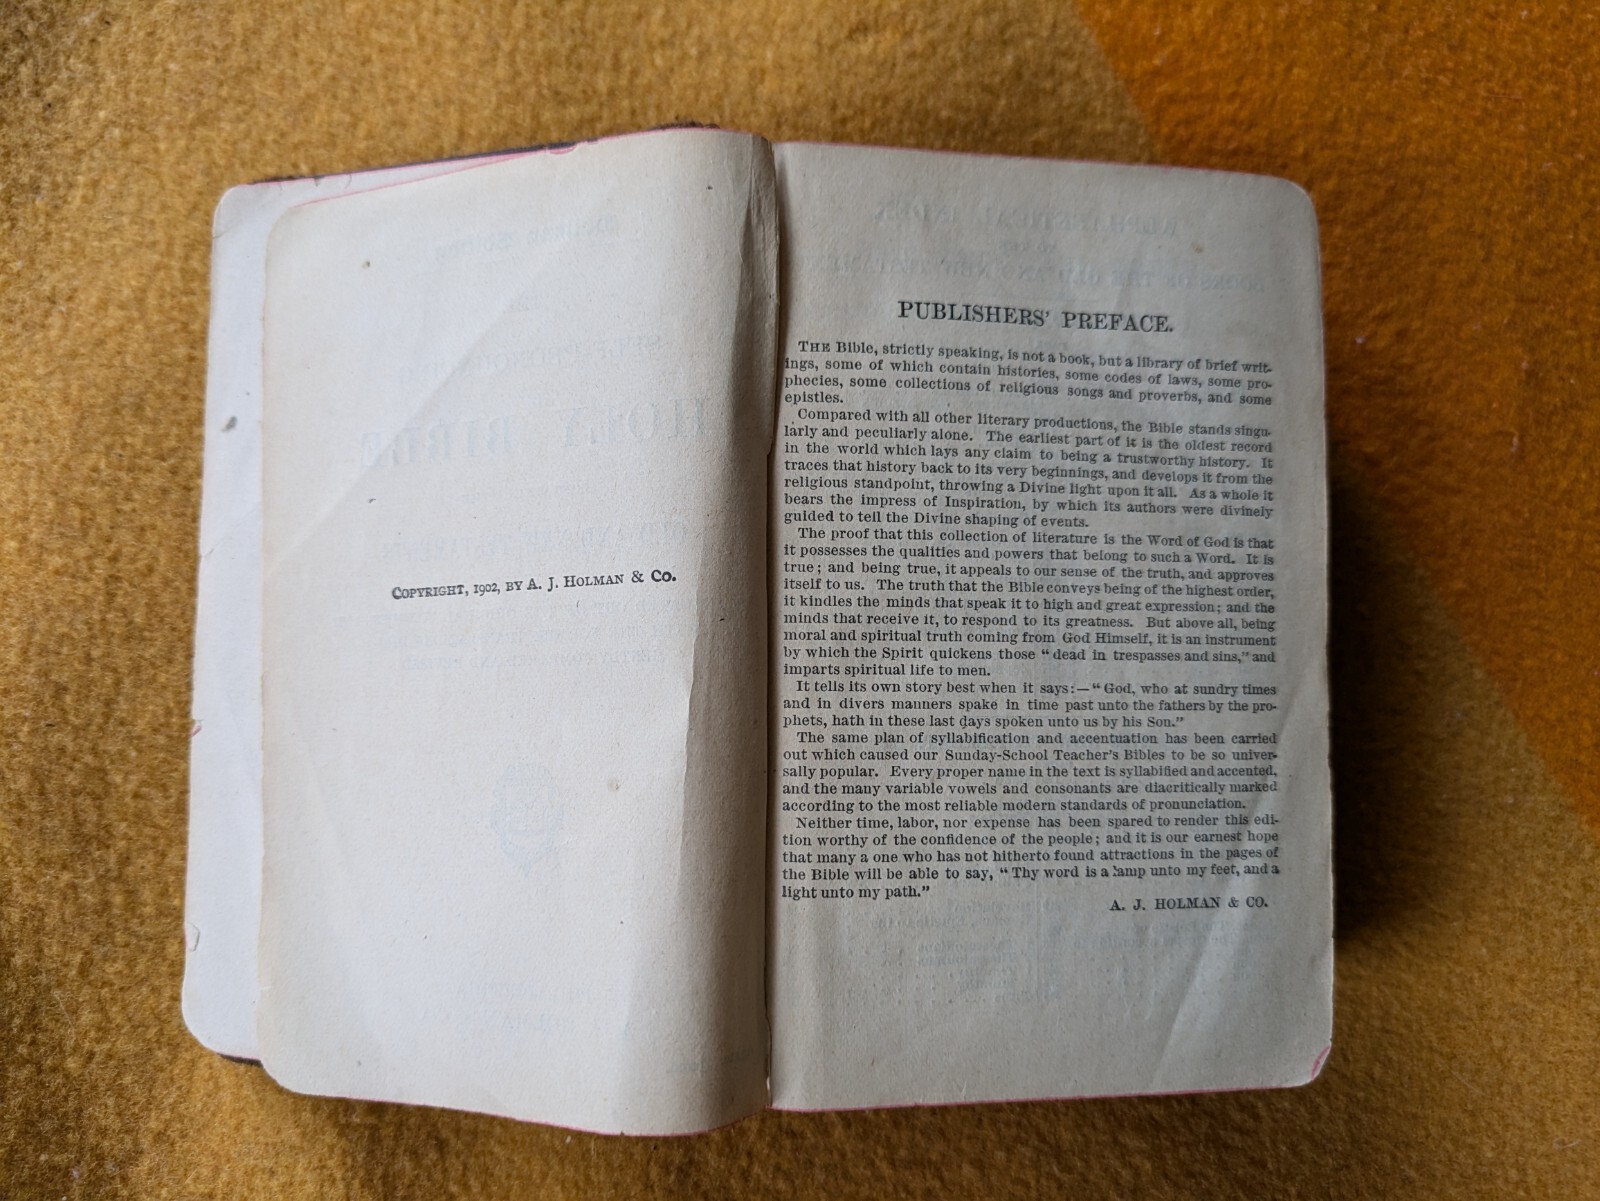 COPYRIGHT, 1902, BY A. J. HOLMAN & CO.
PUBLISHERS' PREFACE.
THE Bible, strictly speaking, is not a book, but a library of brief writ-
ings, some of which contain histories, some codes of laws, some pro-
phecies, some collections of religious songs and proverbs, and some
epistles.
Compared with all other literary productions, the Bible stands singu-
larly and peculiarly alone. The earliest part of it is the oldest record
in the world which lays any claim to being a trustworthy history. It
traces that history back to its very beginnings, and develops it from the
religious standpoint, throwing a Divine light upon it all. As a whole it
bears the impress of Inspiration, by which its authors were divinely
guided to tell the Divine shaping of events.
The proof that this collection of literature is the Word of God is that
it possesses the qualities and powers that belong to such a Word. It is
true; and being true, it appeals to our sense of the truth, and approves
itself to us. The truth that the Bible conveys being of the highest order,
it kindles the minds that speak it to high and great expression; and the
minds that receive it, to respond to its greatness. But above all, being
moral and spiritual truth coming from God Himself, it is an instrument
by which the Spirit quickens those "dead in trespasses and sins," and
imparts spiritual life to men.
It tells its own story best when it says:—"God, who at sundry times
and in divers manners spake in time past unto the fathers by the pro-
phets, hath in these last days spoken unto us by his Son."
The same plan of syllabification and accentuation has been carried
out which caused our Sunday-School Teacher's Bibles to be so univer-
sally popular. Every proper name in the text is syllabified and accented,
and the many variable vowels and consonants are diacritically marked
according to the most reliable modern standards of pronunciation.
Neither time, labor, nor expense has been spared to render this edi-
tion worthy of the confidence of the people; and it is our earnest hope
that many a one who has not hitherto found attractions in the pages of
the Bible will be able to say, "Thy word is a lamp unto my feet, and a
light unto my path."
A. J. HOLMAN & CO.